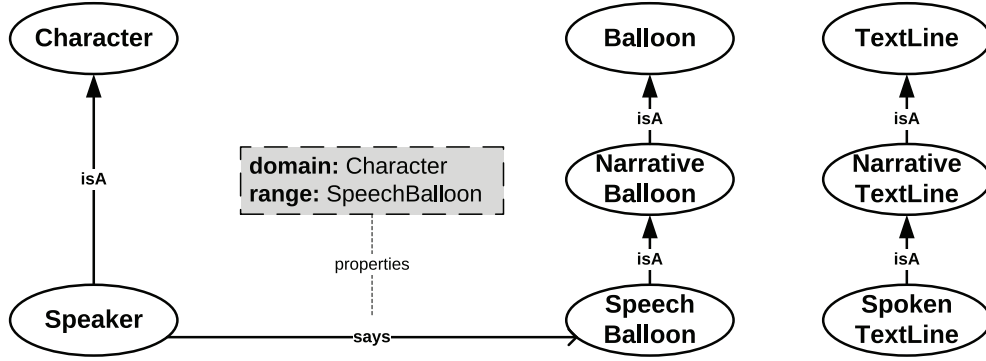 Character
Balloon
TextLine
isA
isA
isA
domain: Character
range: SpeechBalloon
Narrative
Balloon
Narrative
TextLine
properties
isA
isA
Speaker
says
Speech
Balloon
Spoken
TextLine